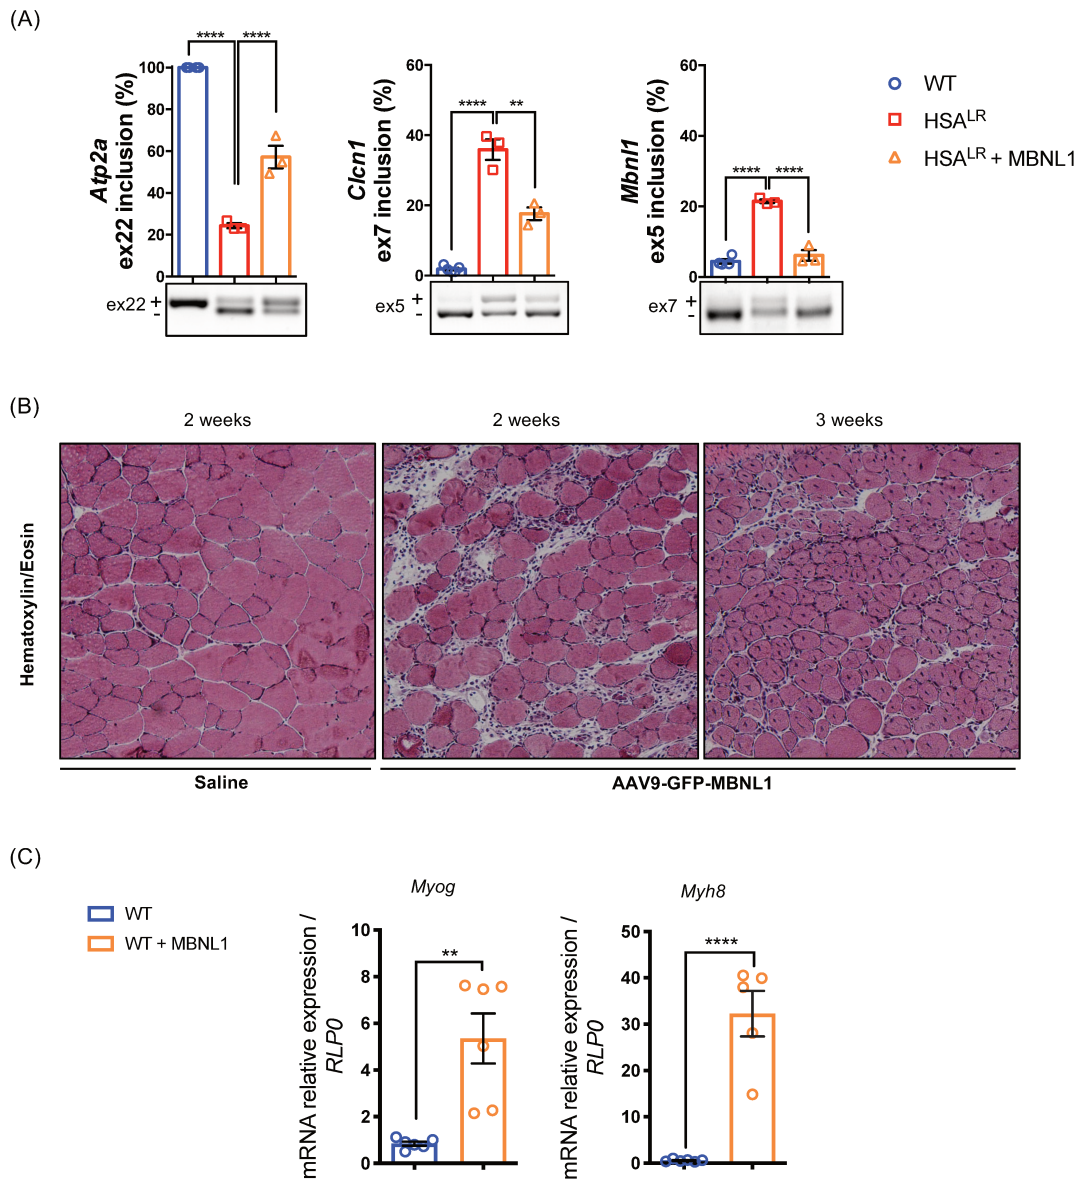 (A)
****
****
Atp2a
ex22 inclusion (%)
100
80
60
40
20
0
ex22 +
-
****
**
Clcn1
ex7 inclusion (%)
60
40
20
0
ex5 +
-
****
****
Mbnl1
ex5 inclusion (%)
60
40
20
0
ex7 +
-
WT
HSALR
HSALR + MBNL1
(B)
2 weeks
2 weeks
3 weeks
Hematoxylin/Eosin
Saline
AAV9-GFP-MBNL1
(C)
WT
WT + MBNL1
Myog
mRNA relative expression /
RLP0
10
8
6
4
2
0
**
Myh8
mRNA relative expression /
RLP0
50
40
30
20
10
0
****